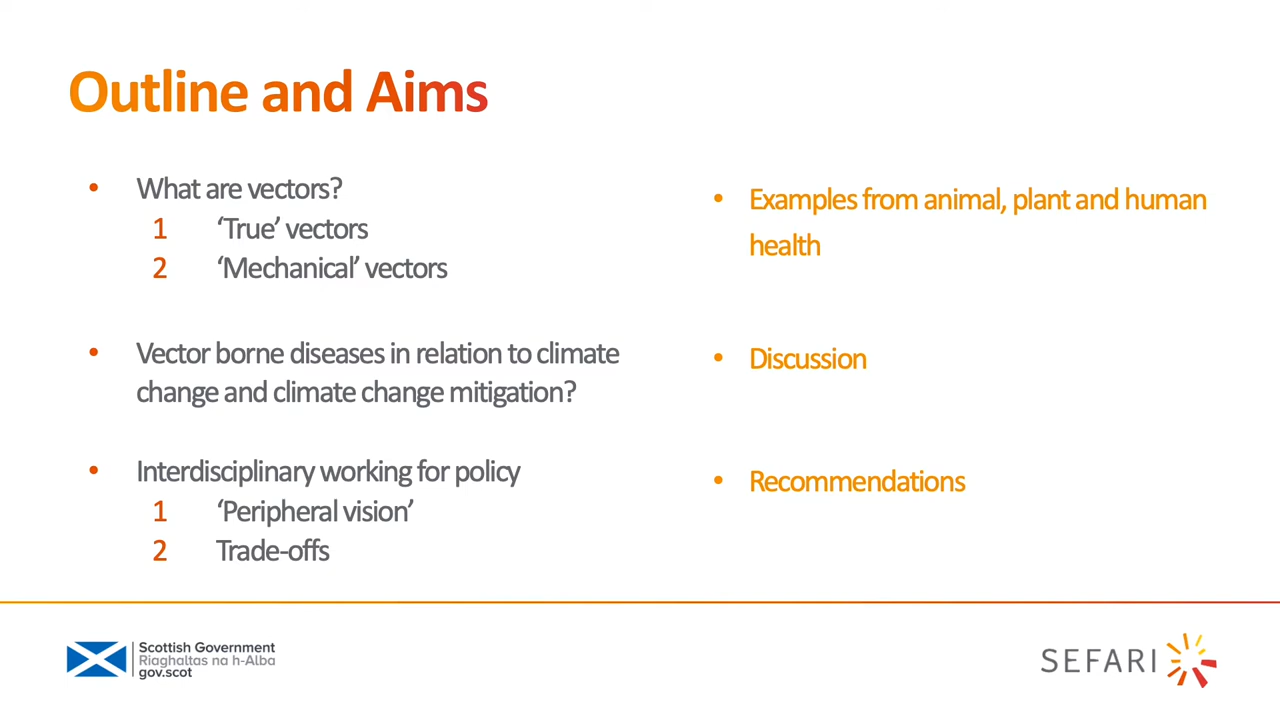 Outline and Aims
• What are vectors?
1 ‘True’ vectors
2 ‘Mechanical’ vectors
• Vector borne diseases in relation to climate
change and climate change mitigation?
• Interdisciplinary working for policy
1 ‘Peripheral vision’
2 Trade-offs
• Examples from animal, plant and human
health
• Discussion
• Recommendations
Scottish Government
Riaghaltas na h-Alba
gov.scot
SEFARI